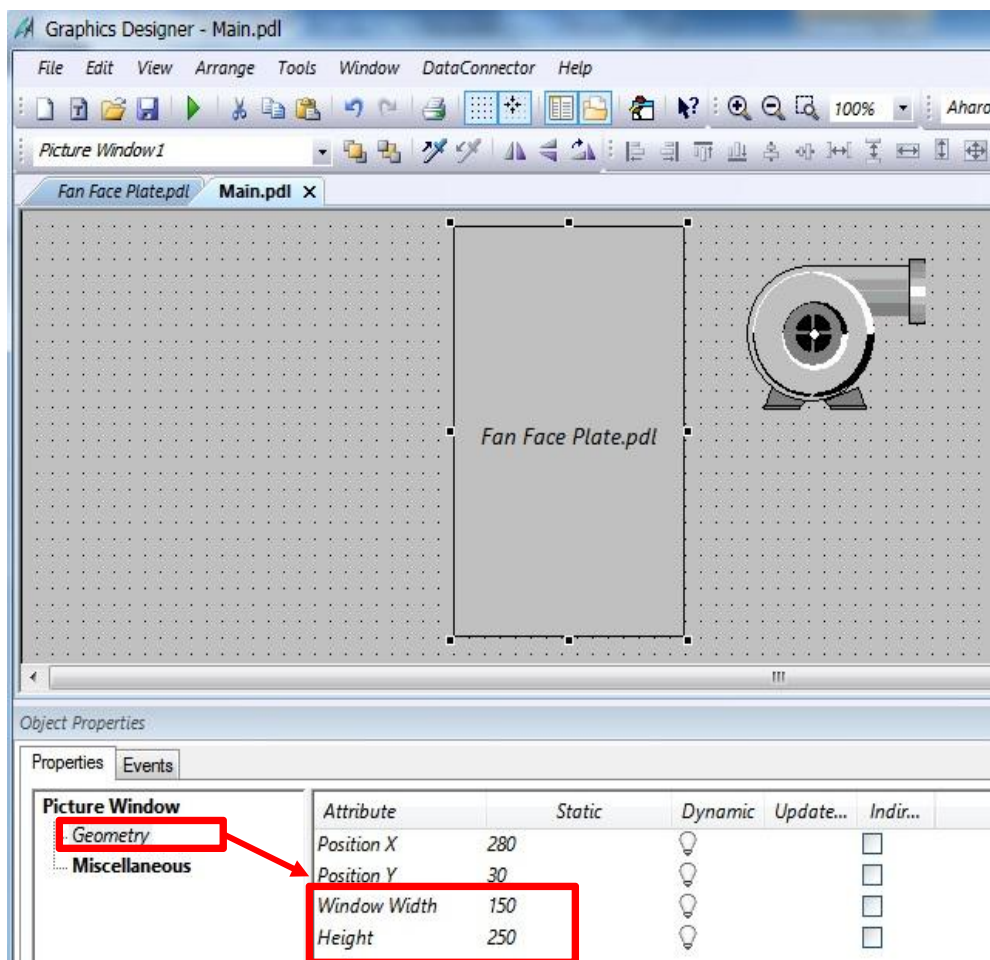 Graphics Designer - Main.pdl
File Edit View Arrange Tools Window DataConnector Help
100% Aharo
Picture Window1
Fan Face Plate.pdl Main.pdl X
Fan Face Plate.pdl
Object Properties
Properties Events
Picture Window
Geometry
Miscellaneous
Attribute Static Dynamic Update... Indir...
Position X 280
Position Y 30
Window Width 150
Height 250